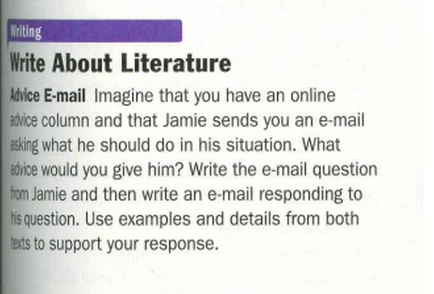 Writing
Write About Literature
Advice E-mail Imagine that you have an online
advice column and that Jamie sends you an e-mail
asking what he should do in his situation. What
advice would you give him? Write the e-mail question
from Jamie and then write an e-mail responding to
his question. Use examples and details from both
texts to support your response.